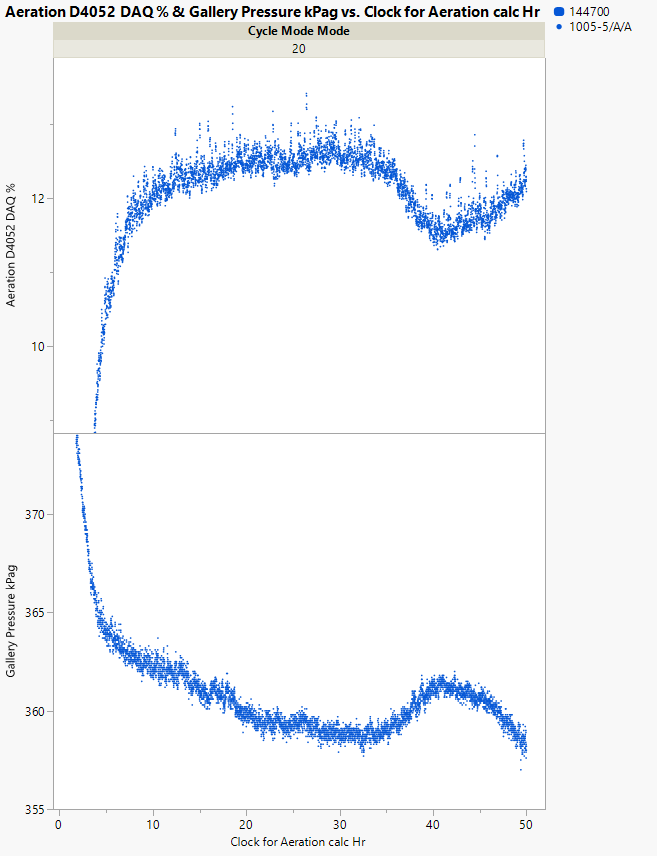 Aeration D4052 DAQ % & Gallery Pressure kPag vs. Clock for Aeration calc Hr
144700
1005-5/A/A
Cycle Mode Mode
20
Aeration D4052 DAQ %
12
10
Gallery Pressure kPag
370
365
360
355
0 10 20 30 40 50
Clock for Aeration calc Hr